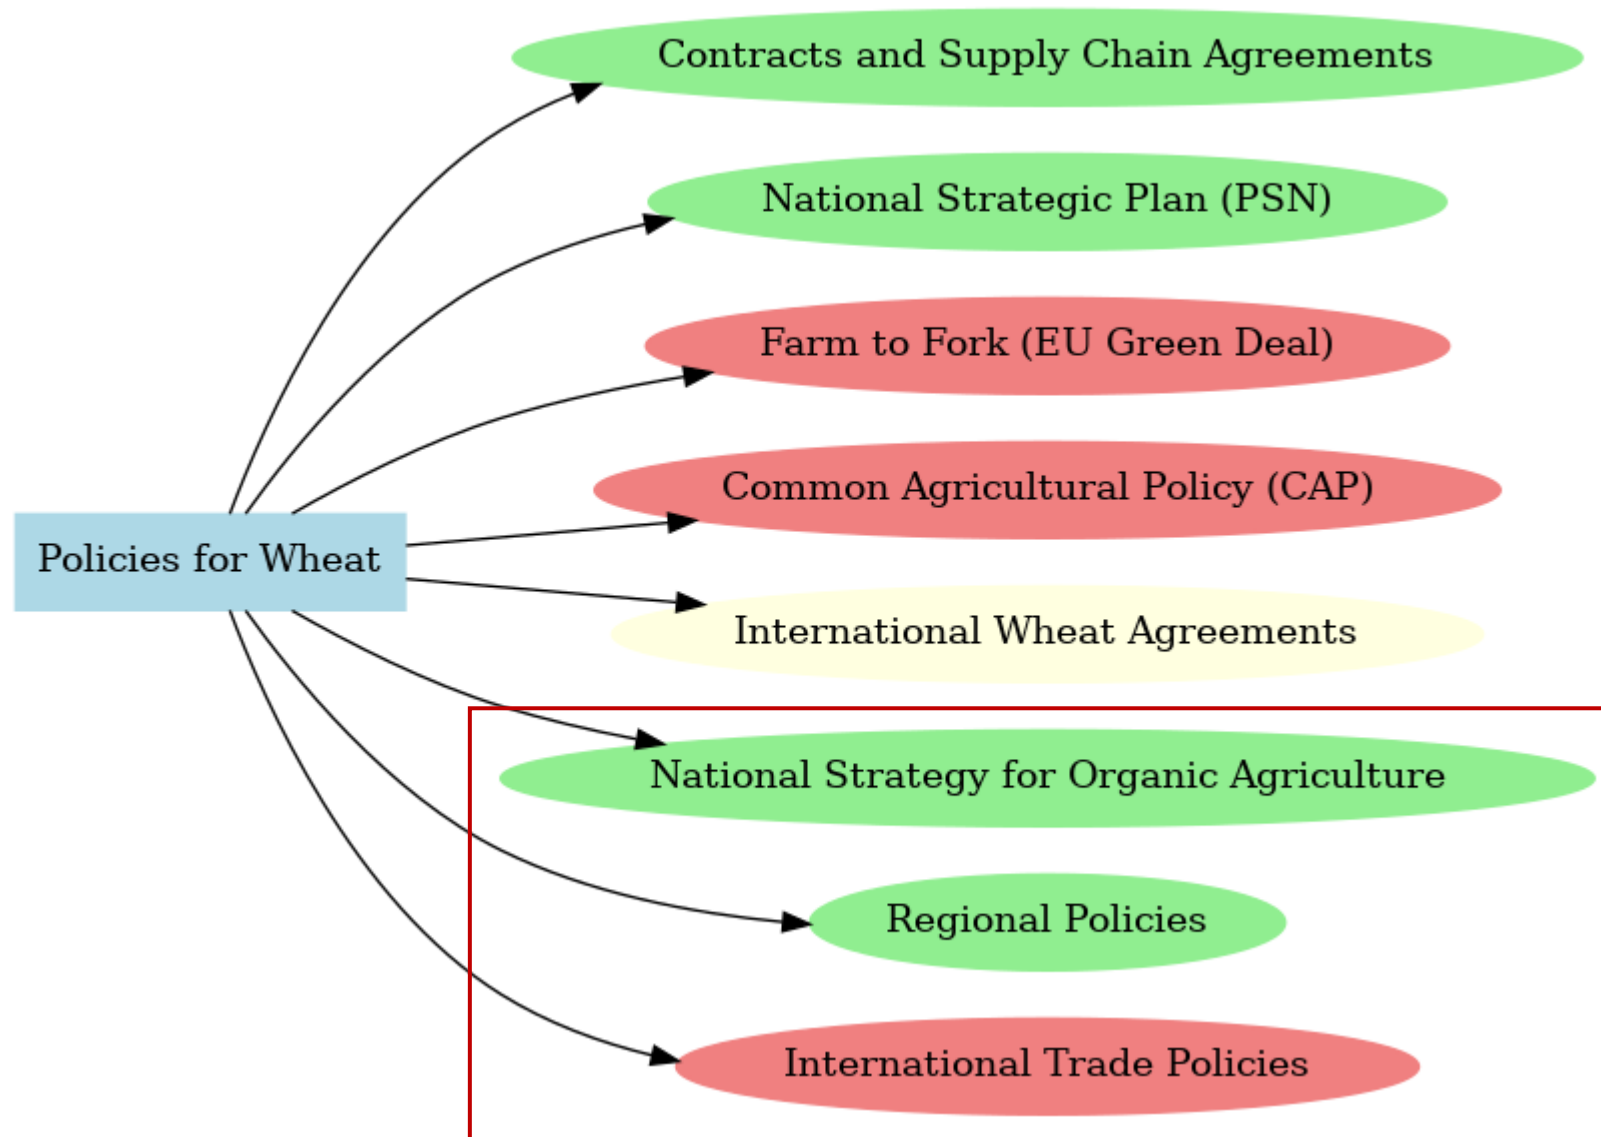 Contracts and Supply Chain Agreements
National Strategic Plan (PSN)
Farm to Fork (EU Green Deal)
Common Agricultural Policy (CAP)
Policies for Wheat
International Wheat Agreements
National Strategy for Organic Agriculture
Regional Policies
International Trade Policies